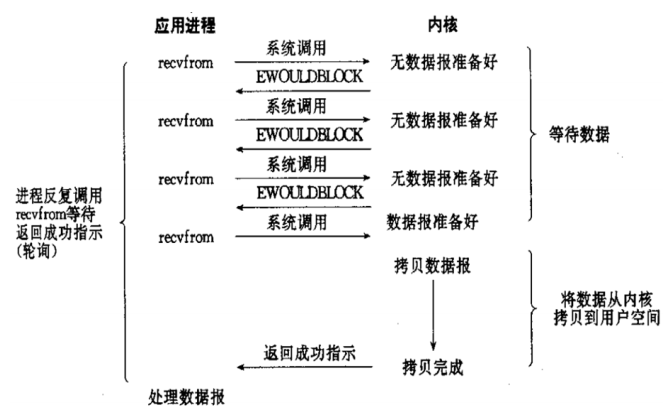 应用进程
内核
recvfrom
系统调用
无数据报准备好
EWOULDBLOCK
recvfrom
系统调用
无数据报准备好
EWOULDBLOCK
等待数据
recvfrom
系统调用
无数据报准备好
EWOULDBLOCK
进程反复调用
recvfrom等待
返回成功指示
(轮询)
recvfrom
系统调用
数据报准备好
拷贝数据报
将数据从内核
拷贝到用户空间
返回成功指示
拷贝完成
处理数据报